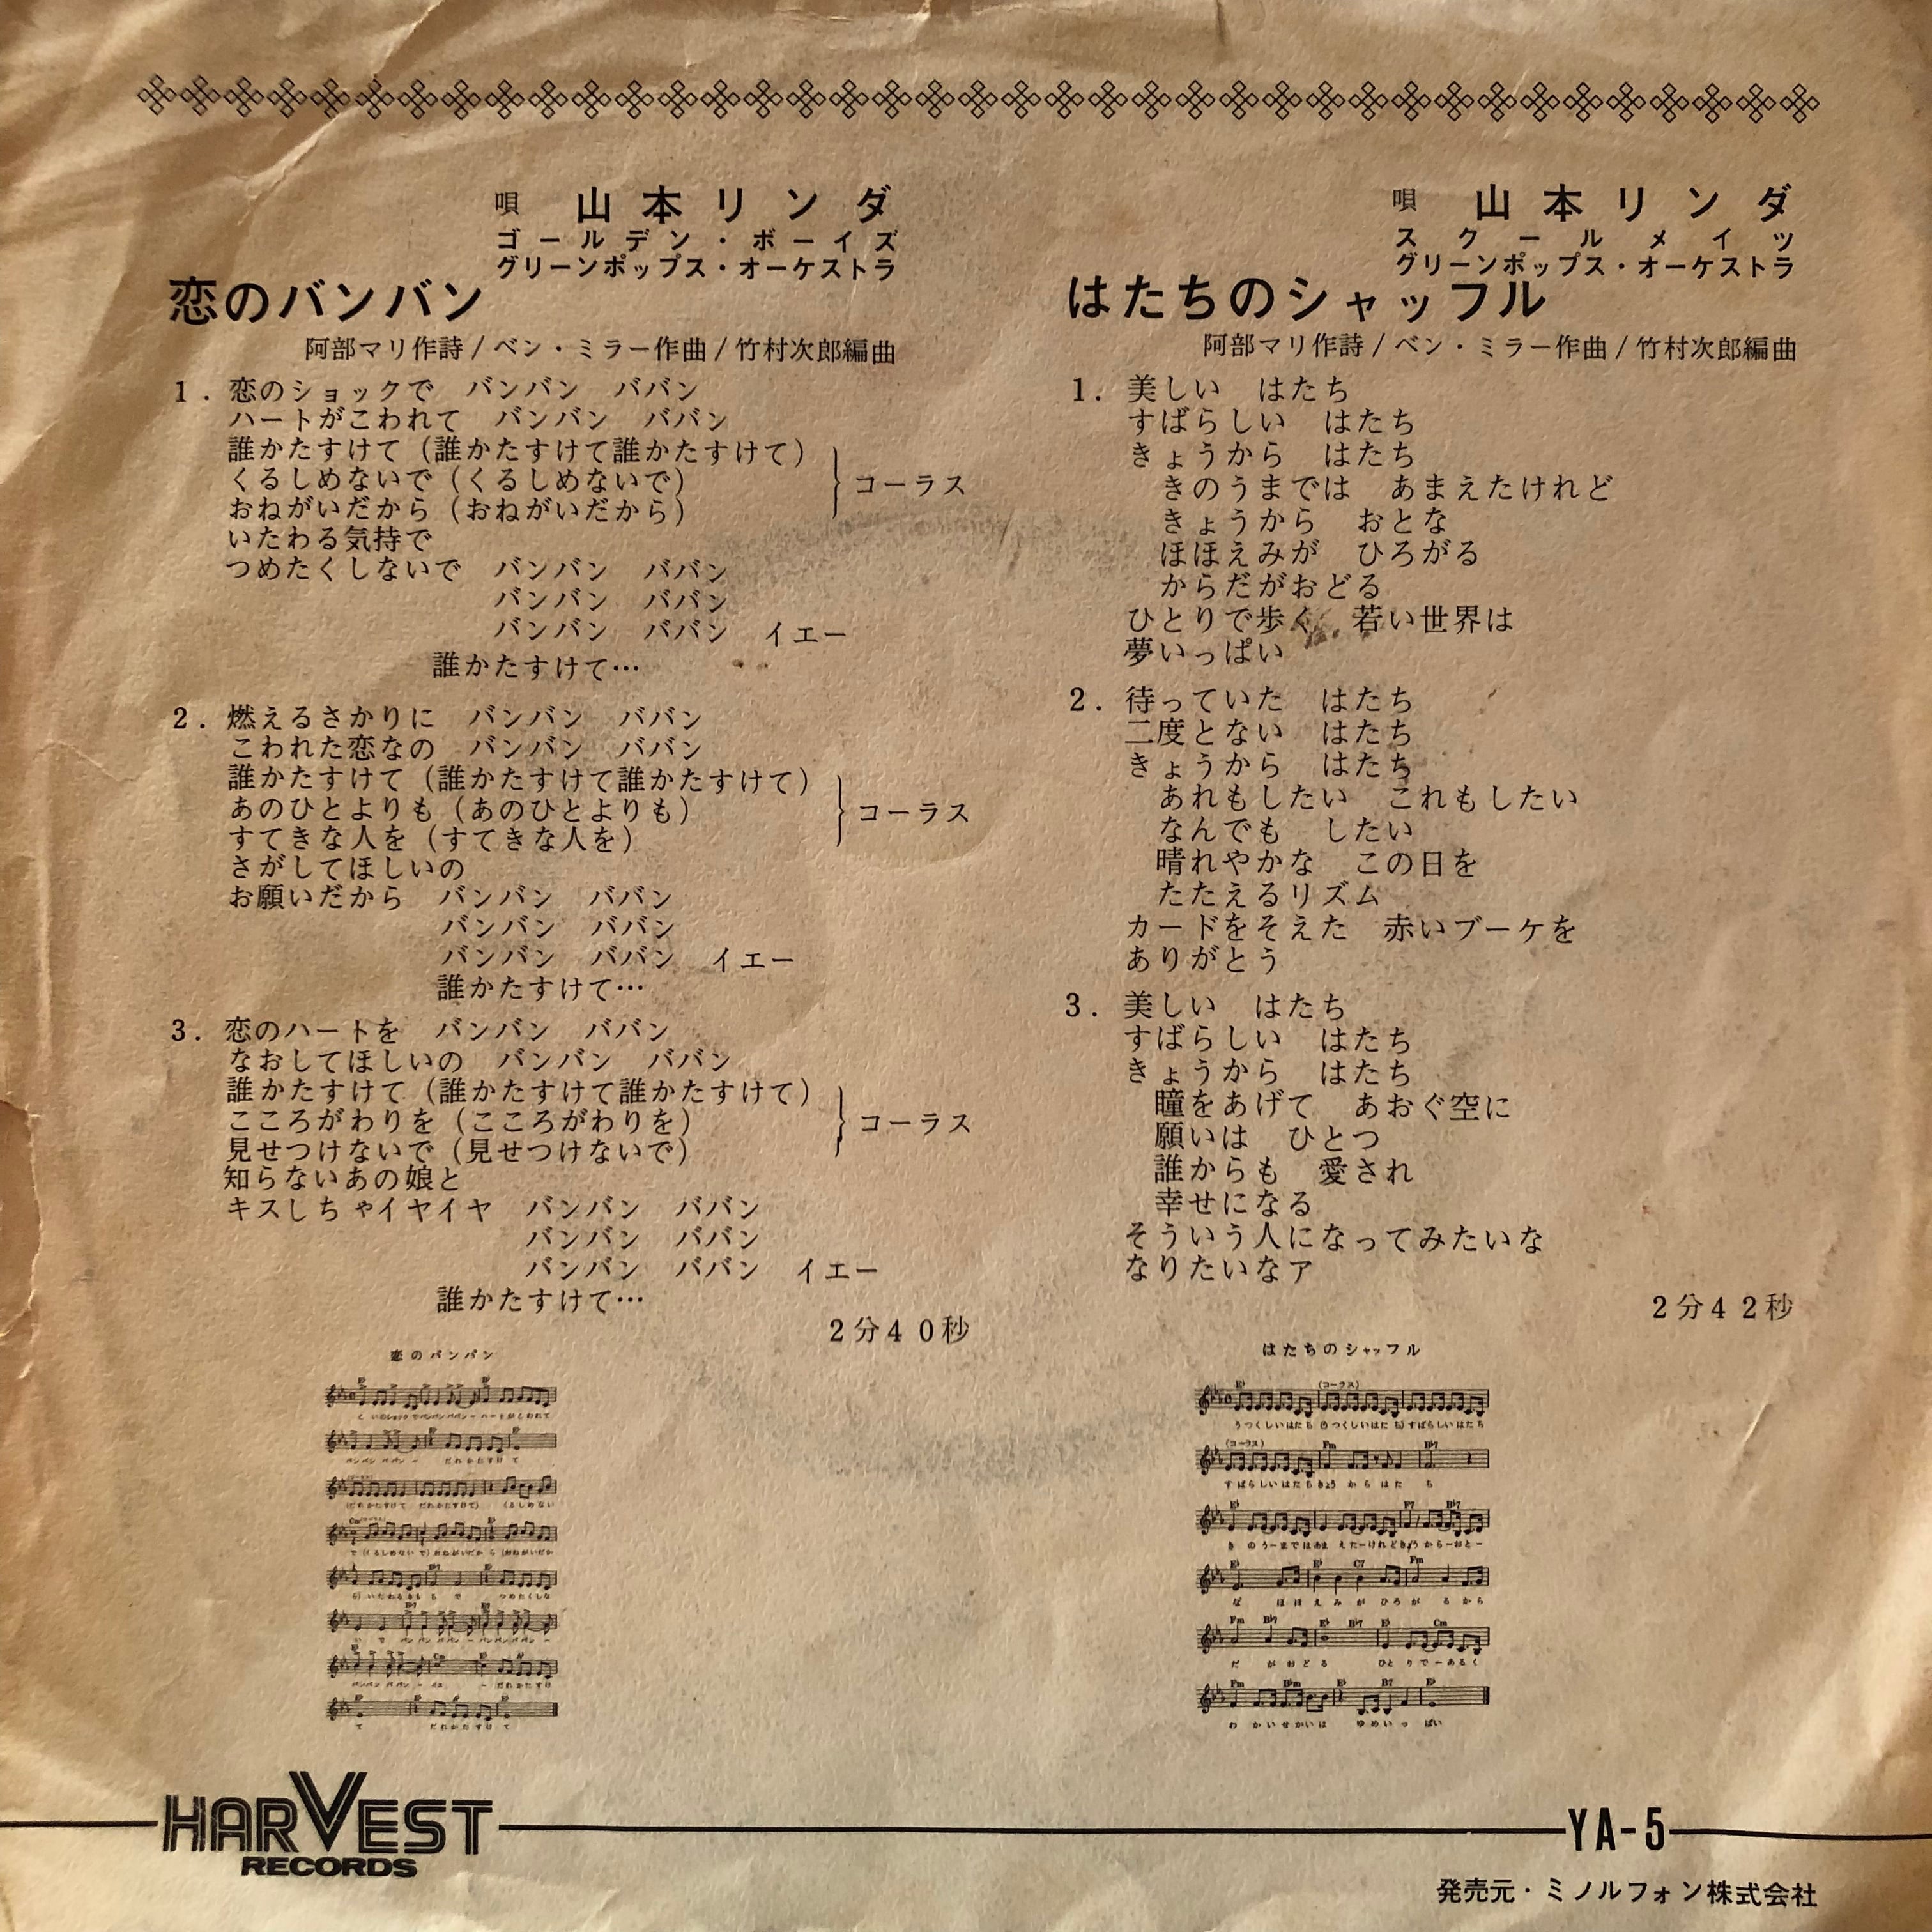 唄 山本リンダ
ゴールデン・ボーイズ
グリーンポップス・オーケストラ
恋のバンバン
阿部マリ作詩/ベン・ミラー作曲/竹村次郎編曲
1. 恋のショックで バンバン ババン
ハートがこわれて バンバン ババン
誰かたすけて(誰かたすけて誰かたすけて)
くるしめないで(くるしめないで)
コーラス
おねがいだから(おねがいだから)
いたわる気持で
つめたくしないで バンバン ババン
バンバン ババン
バンバン ババン イエー
誰かたすけて…
2. 燃えるさかりに バンバン ババン
こわれた恋なの バンバン ババン
誰かたすけて(誰かたすけて誰かたすけて)
あのひとよりも(あのひとよりも)
コーラス
すてきな人を(すてきな人を)
さがしてほしいの
お願いだから バンバン ババン
バンバン ババン
バンバン ババン イエー
誰かたすけて…
3. 恋のハートを バンバン ババン
なおしてほしいの バンバン ババン
誰かたすけて(誰かたすけて誰かたすけて)
こころがわりを(こころがわりを)
コーラス
見せつけないで(見せつけないで)
知らないあの娘と
キスしちゃイヤイヤ バンバン ババン
バンバン ババン
バンバン ババン イエー
誰かたすけて…
2分40秒
恋のバンバン
唄 山本リンダ
スクールメイツ
グリーンポップス・オーケストラ
はたちのシャッフル
阿部マリ作詩/ベン・ミラー作曲/竹村次郎編曲
1. 美しい はたち
すばらしい はたち
きょうから はたち
きのうまでは あまえたけれど
きょうから おとな
ほほえみが ひろがる
からだがおどる
ひとりで歩く 若い世界は
夢いっぱい
2. 待っていた はたち
二度とない はたち
きょうから はたち
あれもしたい これもしたい
なんでも したい
晴れやかな この日を
たたえるリズム
カードをそえた 赤いブーケを
ありがとう
3. 美しい はたち
すばらしい はたち
きょうから はたち
瞳をあげて あおぐ空に
願いは ひとつ
誰からも 愛され
幸せになる
そういう人になってみたいな
なりたいなア
2分42秒
はたちのシャッフル
HARVEST
RECORDS
YA-5
発売元・ミノルフォン株式会社